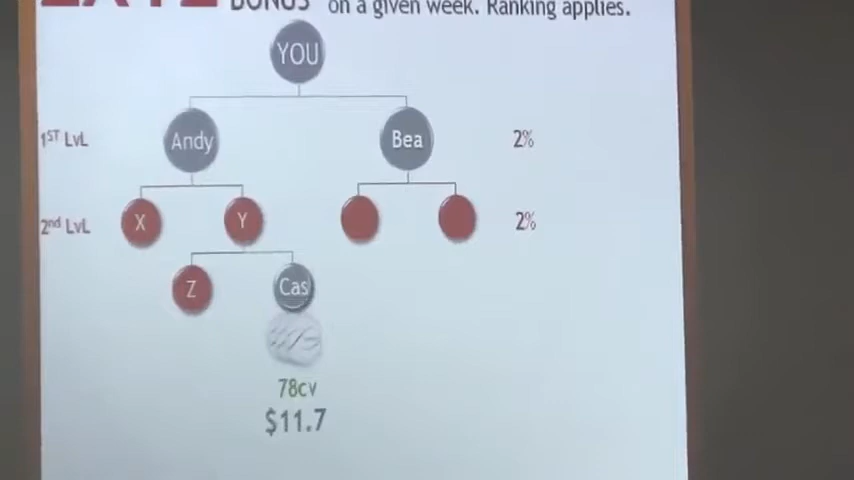 BONUS on a given week. Ranking applies.
YOU
1ST LvL Andy Bea 2%
2nd LvL X Y 2%
Z Cas
78cv
$11.7